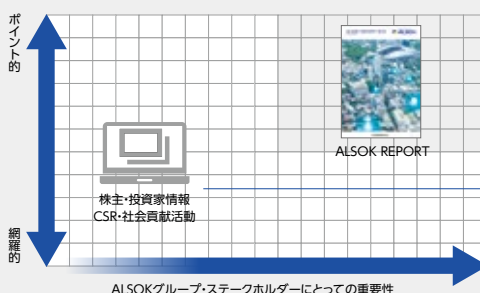 ポイント的
ALSOK REPORT
株主・投資家情報
CSR・社会貢献活動
網羅的
ALSOKグループ・ステークホルダーにとっての重要性